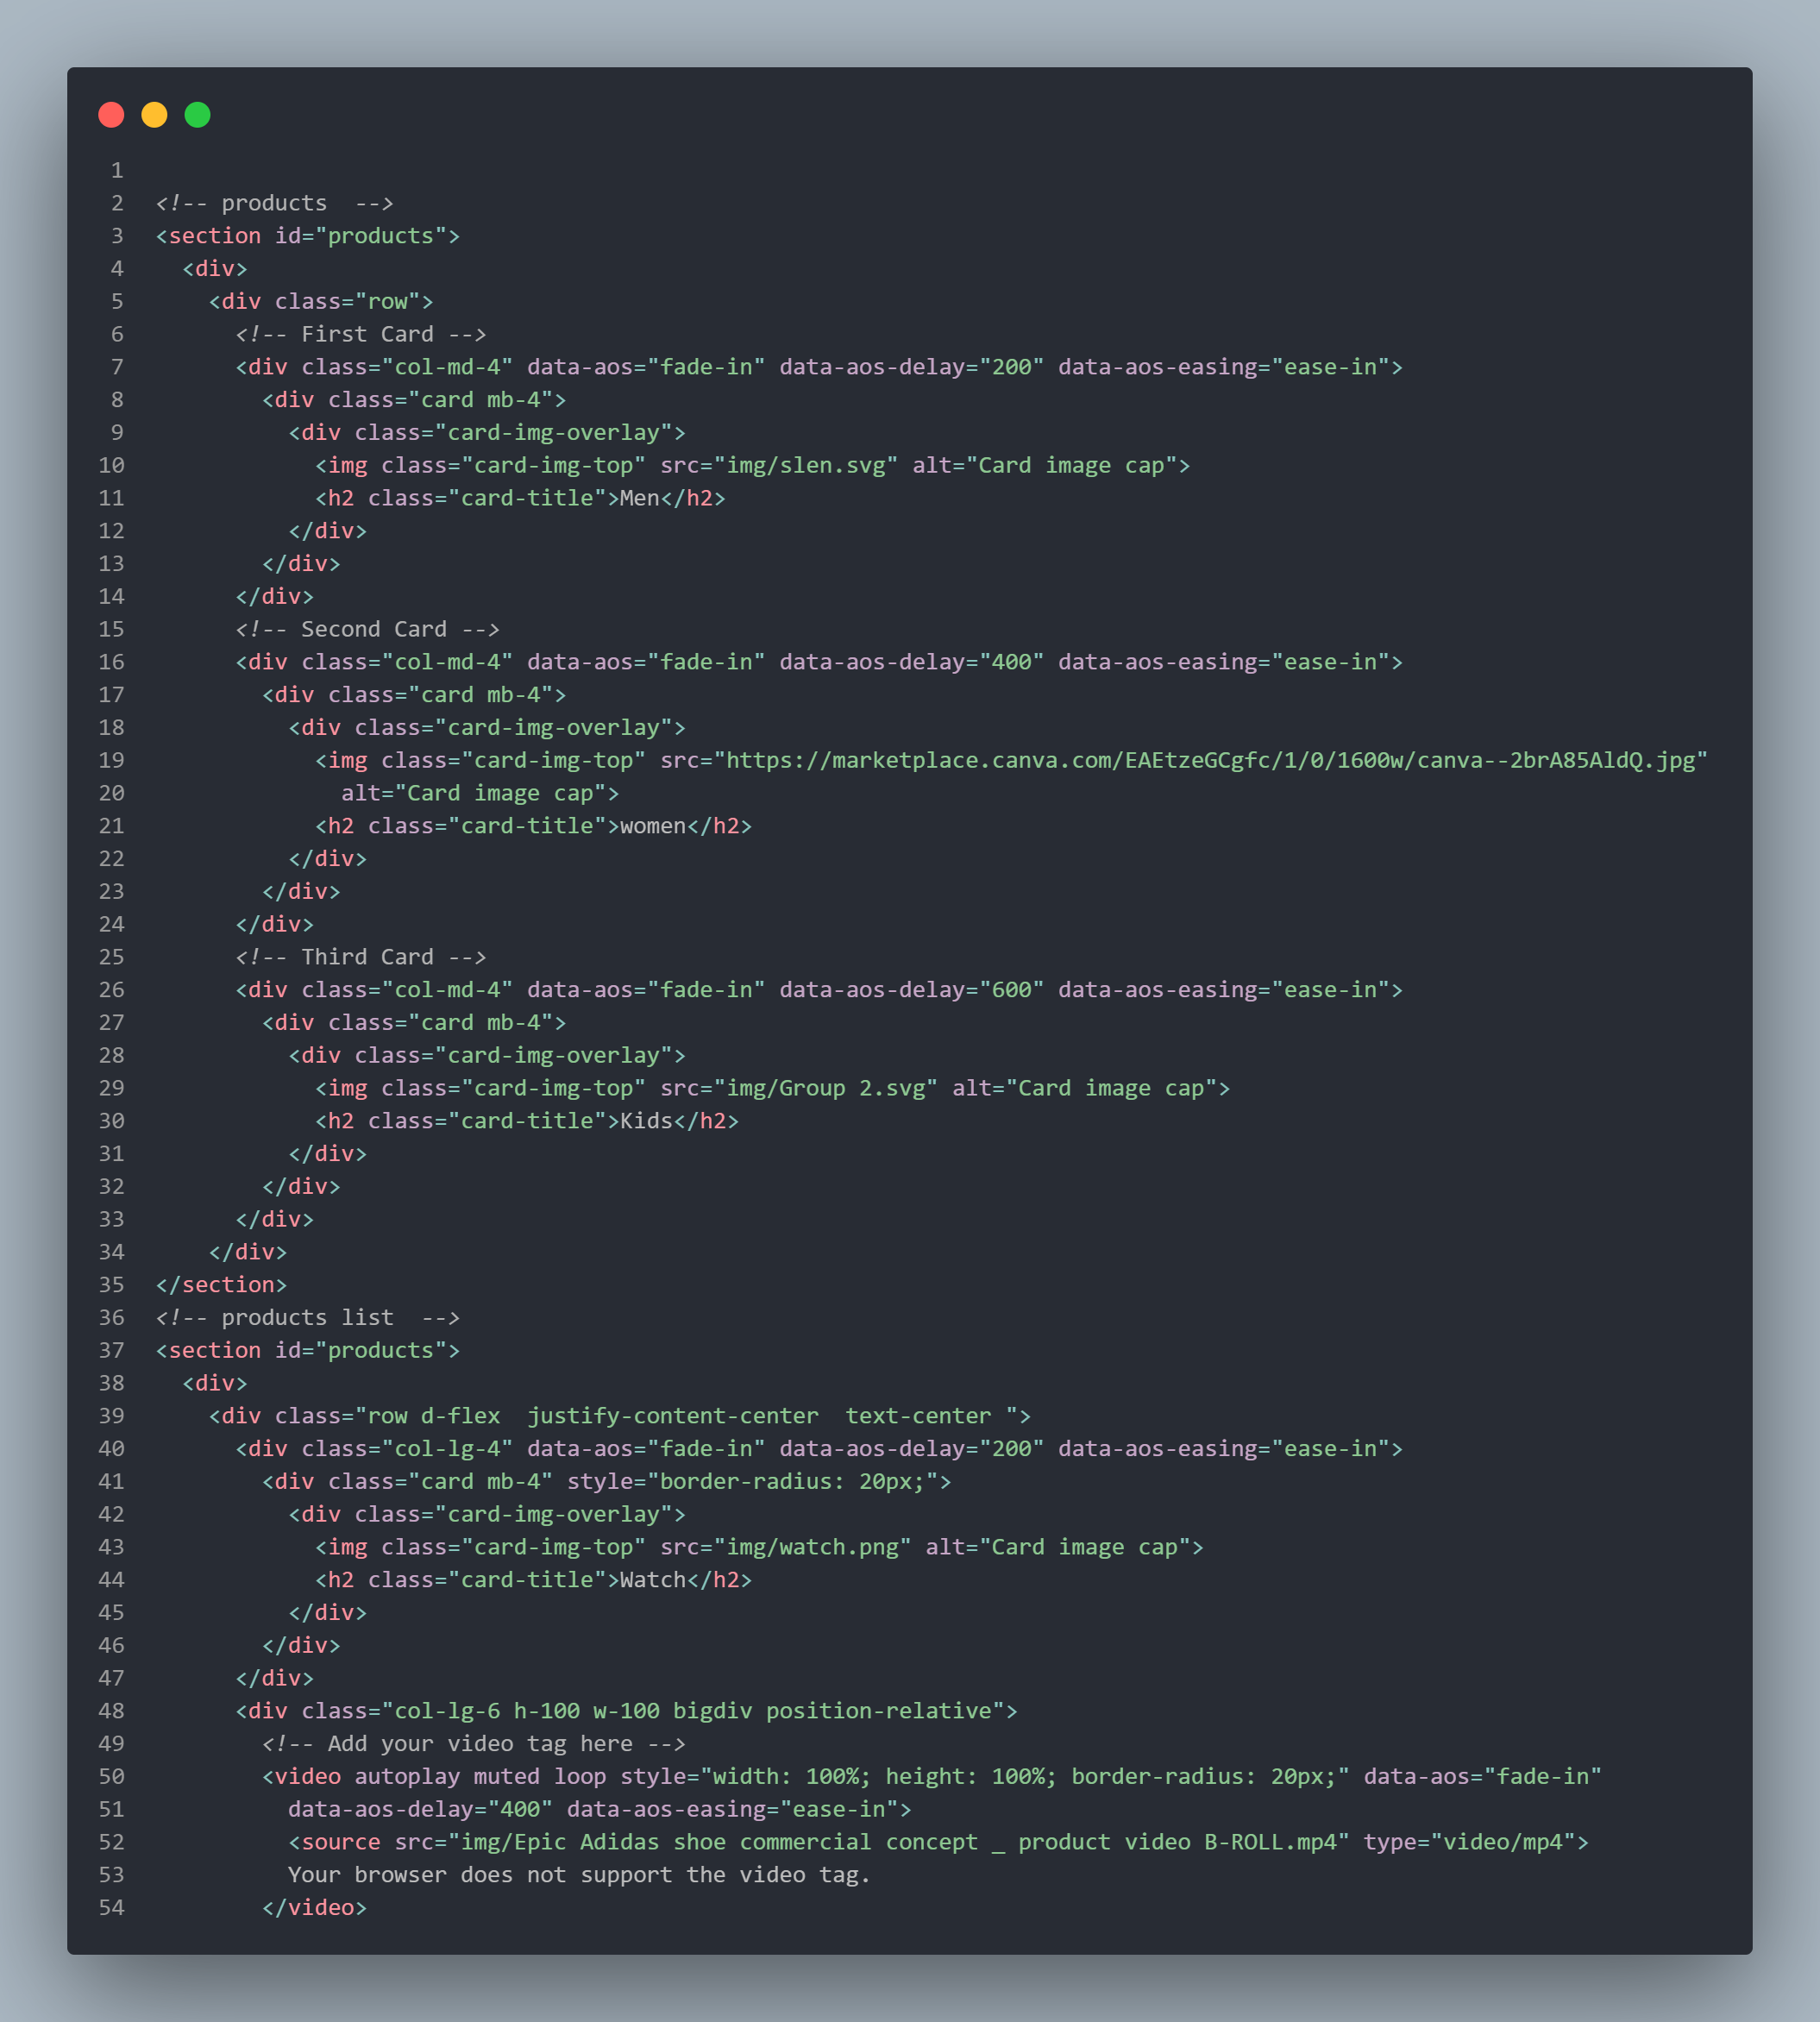 1
2 <!-- products  -->
3 <section id="products">
4   <div>
5     <div class="row">
6       <!-- First Card -->
7       <div class="col-md-4" data-aos="fade-in" data-aos-delay="200" data-aos-easing="ease-in">
8         <div class="card mb-4">
9           <div class="card-img-overlay">
10             <img class="card-img-top" src="img/slen.svg" alt="Card image cap">
11             <h2 class="card-title">Men</h2>
12           </div>
13         </div>
14       </div>
15       <!-- Second Card -->
16       <div class="col-md-4" data-aos="fade-in" data-aos-delay="400" data-aos-easing="ease-in">
17         <div class="card mb-4">
18           <div class="card-img-overlay">
19             <img class="card-img-top" src="https://marketplace.canva.com/EAEtzeGCgfc/1/0/1600w/canva--2brA85AldQ.jpg"
20               alt="Card image cap">
21             <h2 class="card-title">women</h2>
22           </div>
23         </div>
24       </div>
25       <!-- Third Card -->
26       <div class="col-md-4" data-aos="fade-in" data-aos-delay="600" data-aos-easing="ease-in">
27         <div class="card mb-4">
28           <div class="card-img-overlay">
29             <img class="card-img-top" src="img/Group 2.svg" alt="Card image cap">
30             <h2 class="card-title">Kids</h2>
31           </div>
32         </div>
33       </div>
34     </div>
35 </section>
36 <!-- products list  -->
37 <section id="products">
38   <div>
39     <div class="row d-flex  justify-content-center  text-center ">
40       <div class="col-lg-4" data-aos="fade-in" data-aos-delay="200" data-aos-easing="ease-in">
41         <div class="card mb-4" style="border-radius: 20px;">
42           <div class="card-img-overlay">
43             <img class="card-img-top" src="img/watch.png" alt="Card image cap">
44             <h2 class="card-title">Watch</h2>
45           </div>
46         </div>
47       </div>
48       <div class="col-lg-6 h-100 w-100 bigdiv position-relative">
49         <!-- Add your video tag here -->
50         <video autoplay muted loop style="width: 100%; height: 100%; border-radius: 20px;" data-aos="fade-in"
51           data-aos-delay="400" data-aos-easing="ease-in">
52           <source src="img/Epic Adidas shoe commercial concept _ product video B-ROLL.mp4" type="video/mp4">
53           Your browser does not support the video tag.
54         </video>